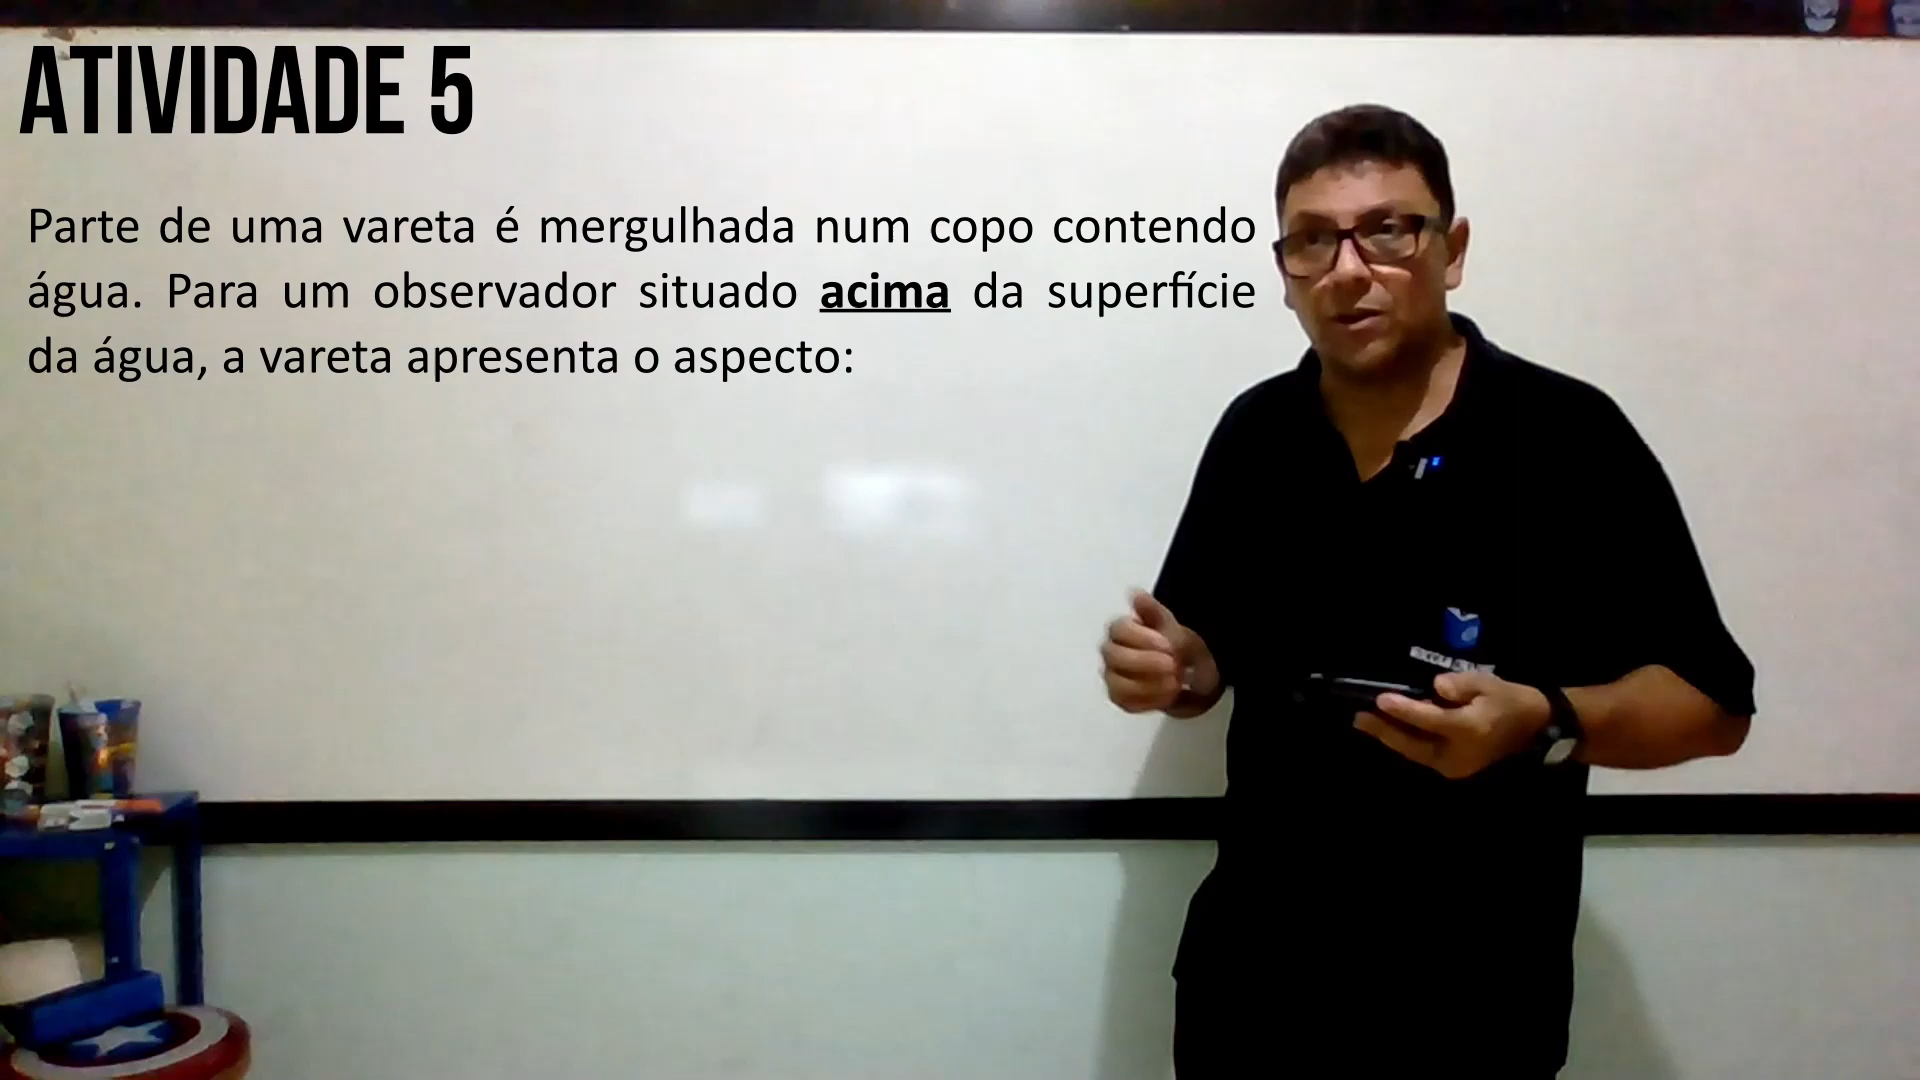 ATIVIDADE 5
Parte de uma vareta é mergulhada num copo contendo
água. Para um observador situado acima da superfície
da água, a vareta apresenta o aspecto: